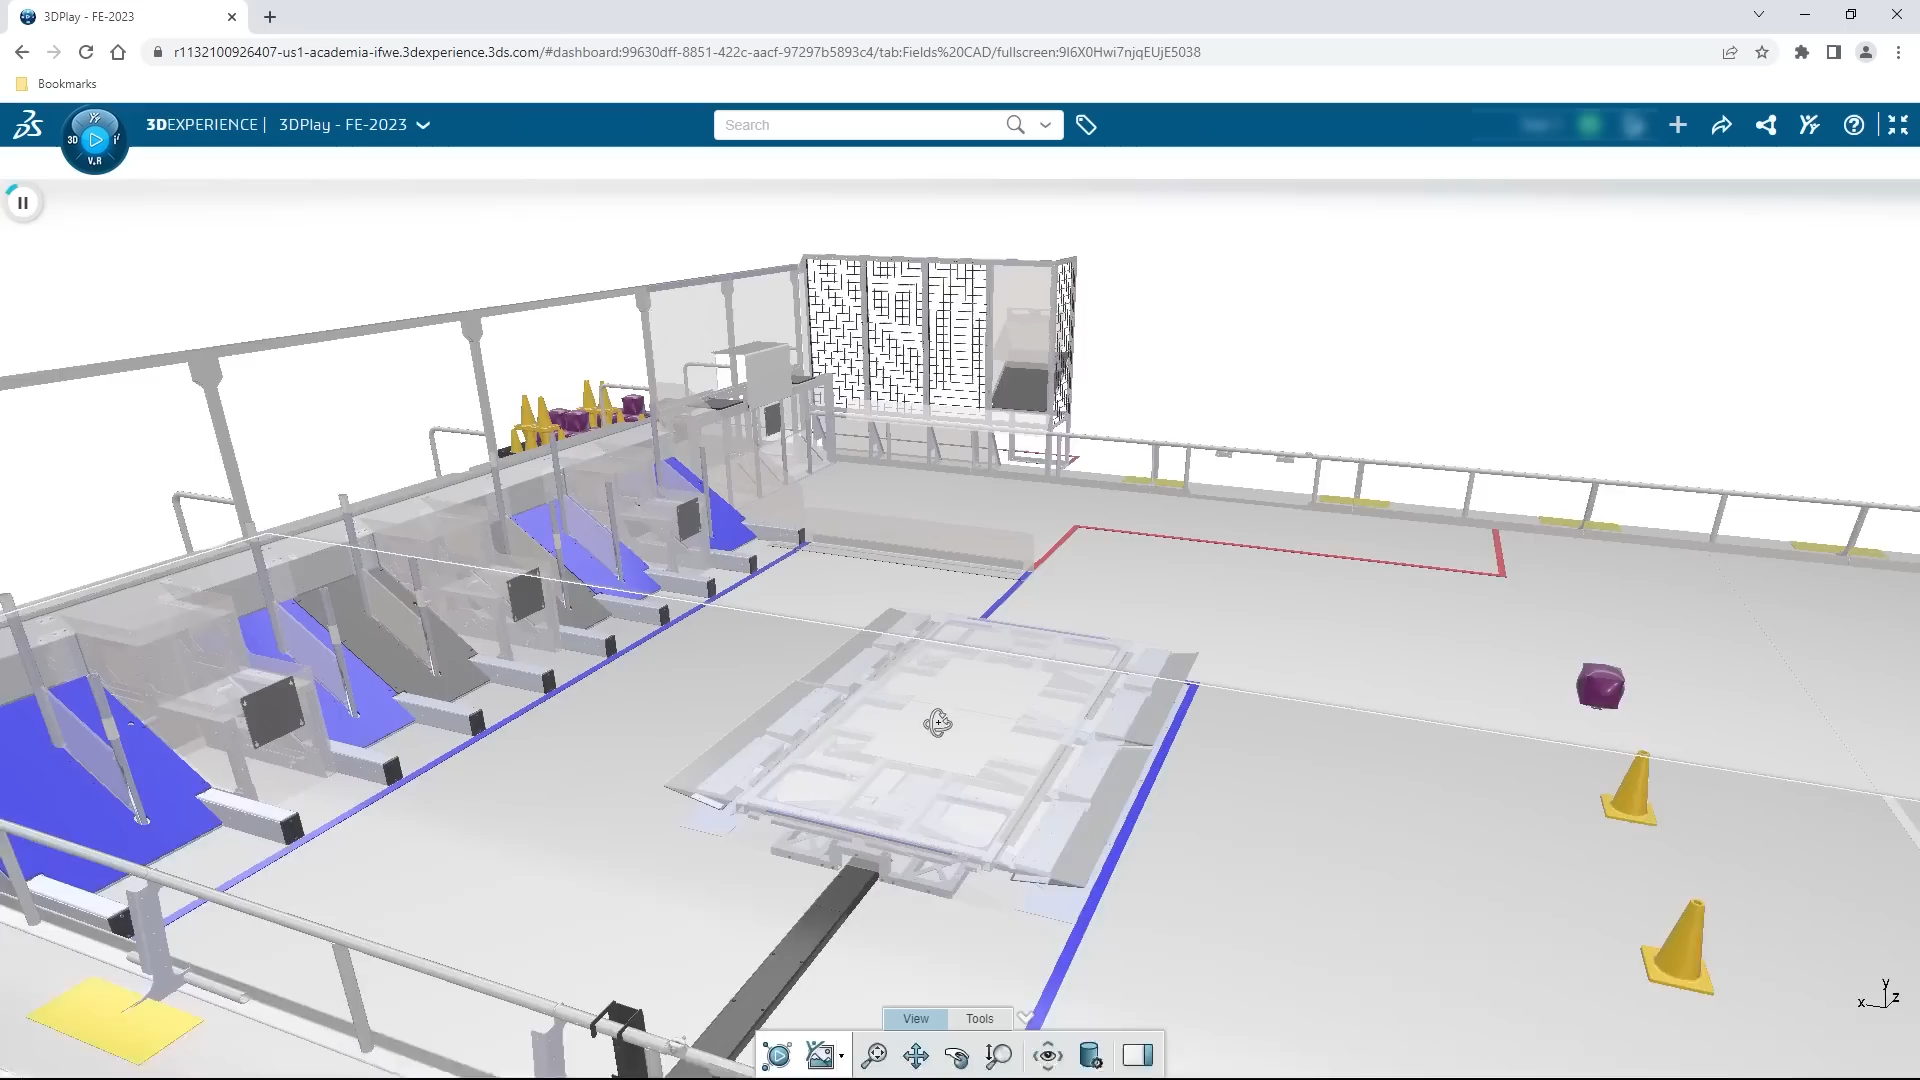 3DPlay - FE-2023
r1132100926407-us1-academia-ifwe.3dexperience.3ds.com/#dashboard:99630dff-8851-422c-aacf-97297b5893c4/tab:Fields%20CAD/fullscreen:9I6X0Hwi7njqEUjE5038
Bookmarks
3DEXPERIENCE | 3DPlay - FE-2023
Search
3D
V.R
View
Tools
y
x
z